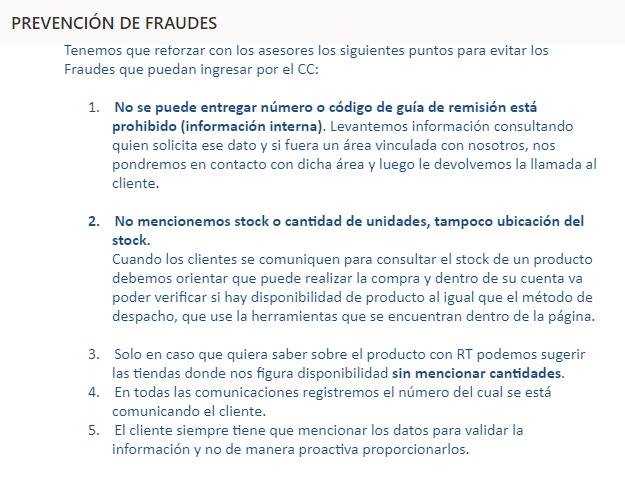 PREVENCIÓN DE FRAUDES
Tenemos que reforzar con los asesores los siguientes puntos para evitar los
Fraudes que puedan ingresar por el CC:
1. No se puede entregar número o código de guía de remisión está
prohibido (información interna). Levantemos información consultando
quien solicita ese dato y si fuera un área vinculada con nosotros, nos
pondremos en contacto con dicha área y luego le devolvemos la llamada al
cliente.
2. No mencionemos stock o cantidad de unidades, tampoco ubicación del
stock.
Cuando los clientes se comuniquen para consultar el stock de un producto
debemos orientar que puede realizar la compra y dentro de su cuenta va
poder verificar si hay disponibilidad de producto al igual que el método de
despacho, que use la herramientas que se encuentran dentro de la página.
3. Solo en caso que quiera saber sobre el producto con RT podemos sugerir
las tiendas donde nos figura disponibilidad sin mencionar cantidades.
4. En todas las comunicaciones registremos el número del cual se está
comunicando el cliente.
5. El cliente siempre tiene que mencionar los datos para validar la
información y no de manera proactiva proporcionarlos.